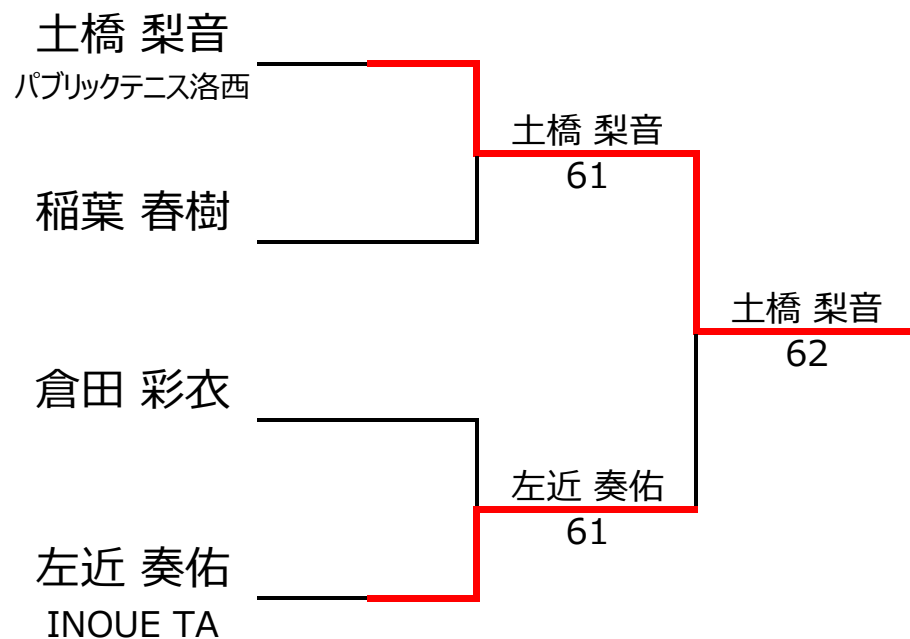 土橋 梨音
パブリックテニス洛西
土橋 梨音
61
稲葉 春樹
土橋 梨音
62
倉田 彩衣
左近 奏佑
61
左近 奏佑
INOUE TA